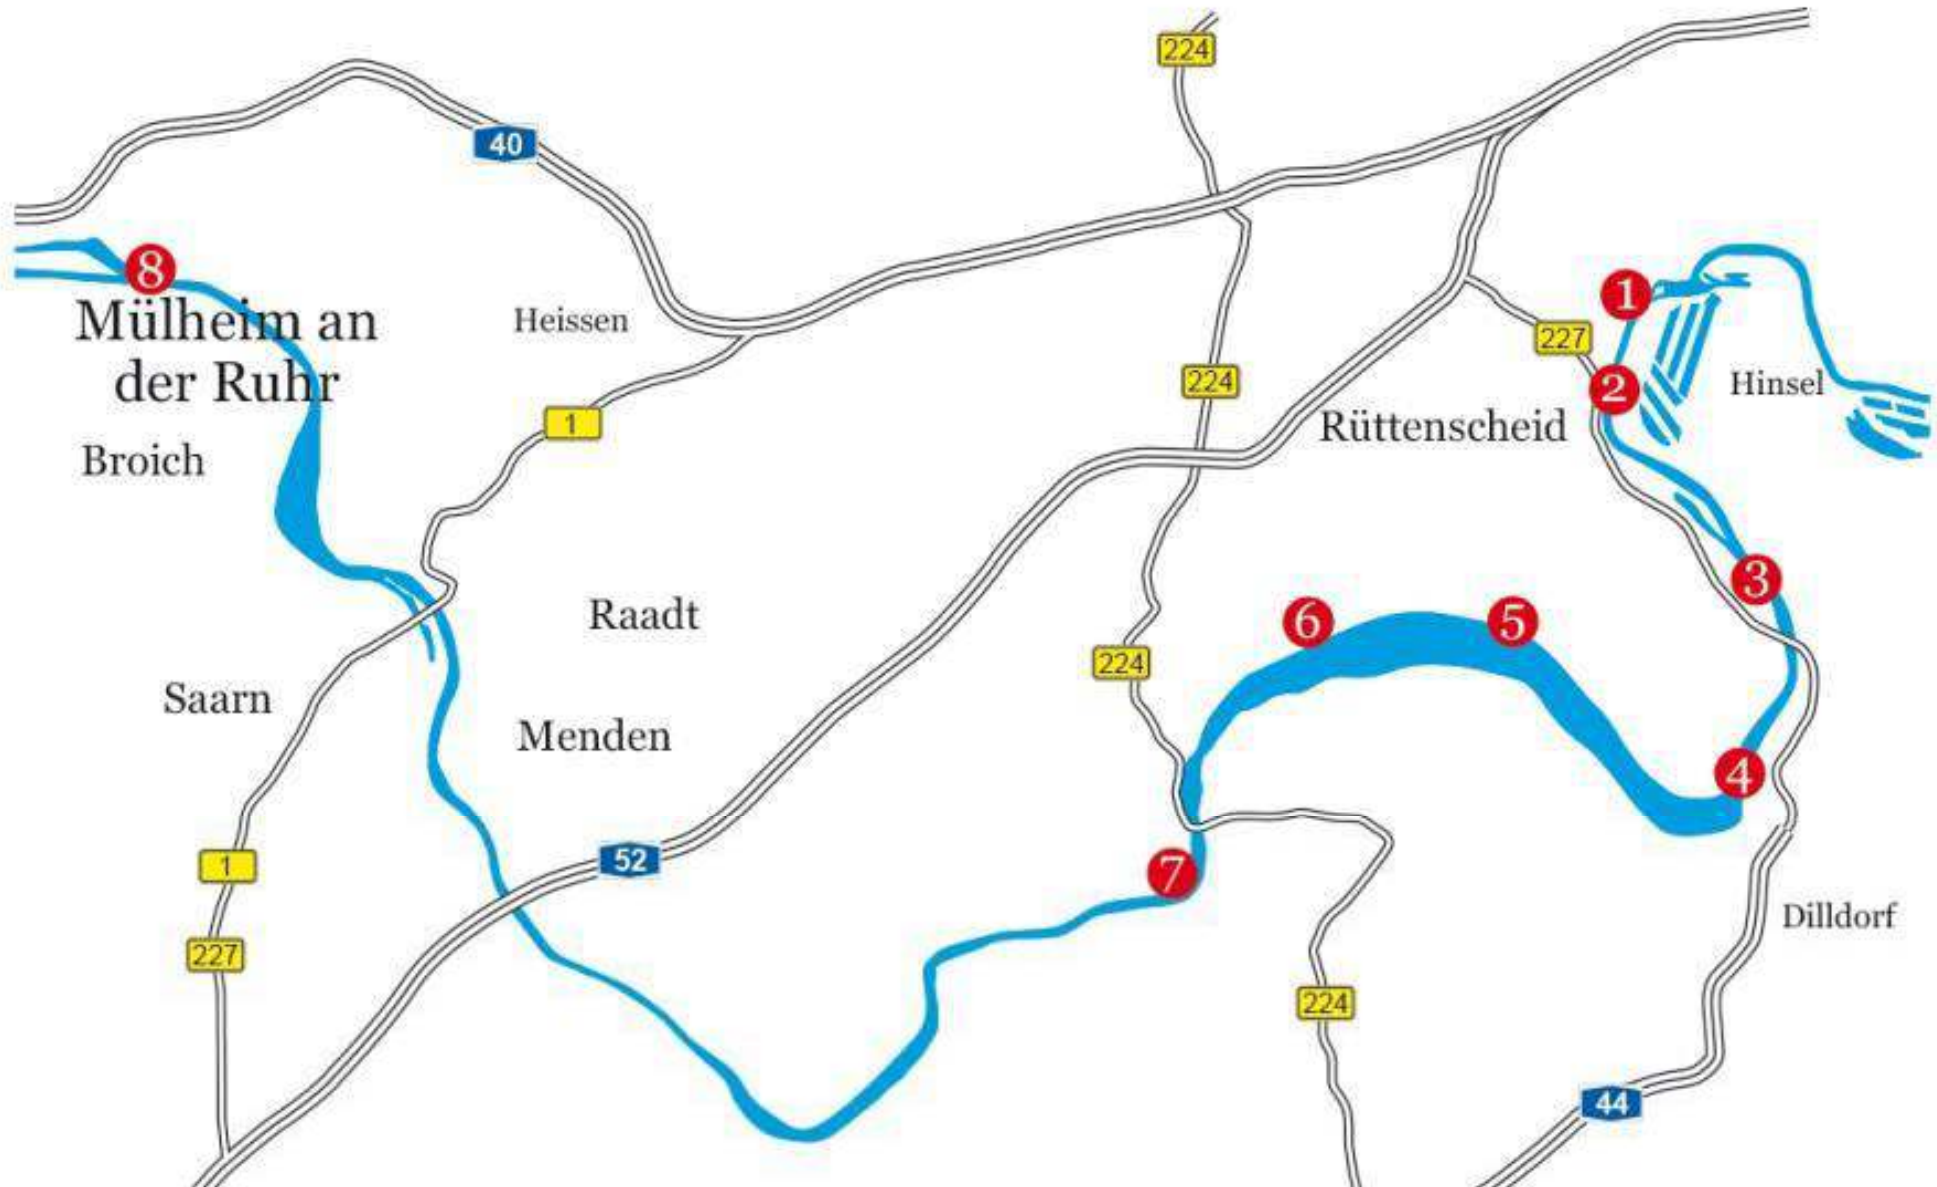 224
40
8
1
Mülheim an
der Ruhr
Heissen
227
224
2
Hinsel
1
Rüttenscheid
Broich
3
Raadt
6
5
224
Saarn
Menden
4
52
1
7
Dilldorf
227
224
44